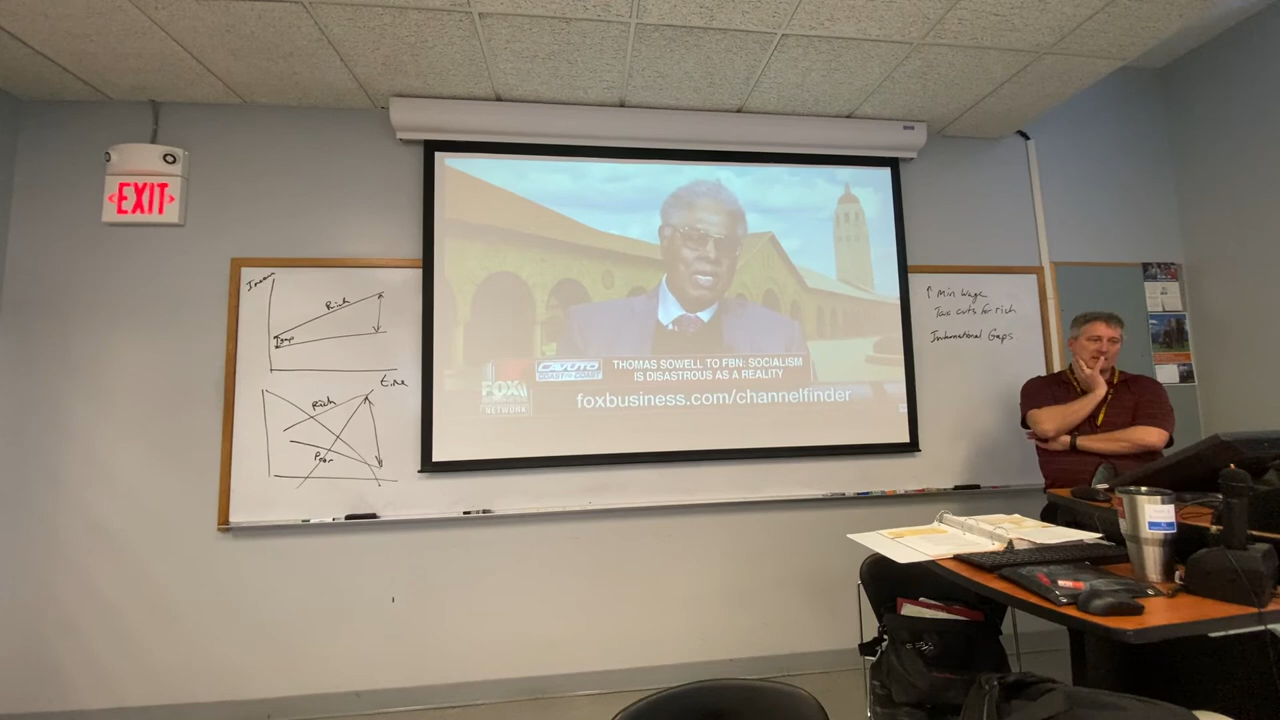 EXIT
Income
Rich
gap
time
Rich
Poor
CAVUTO
COAST TO COAST
THOMAS SOWELL TO FBN: SOCIALISM
IS DISASTROUS AS A REALITY
FOX
NETWORK
foxbusiness.com/channelfinder
↑ Min Wage
Tax cuts for rich
International Gaps